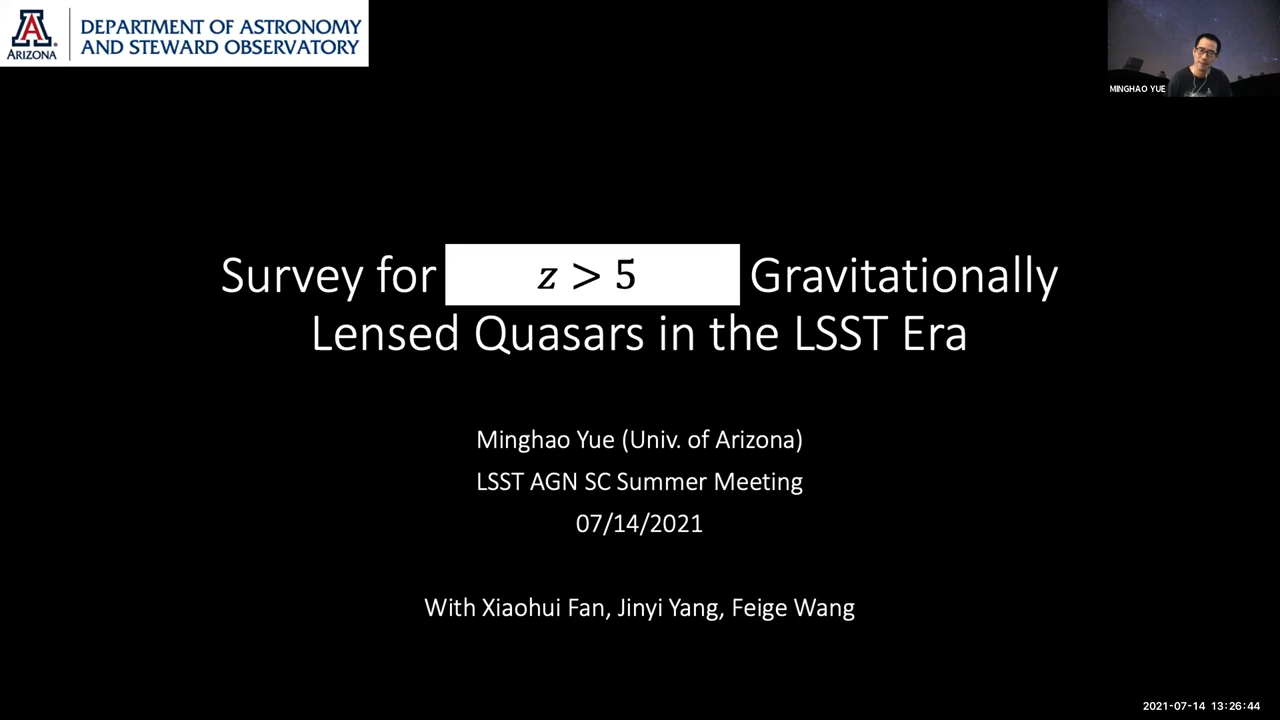 ARIZONA
DEPARTMENT OF ASTRONOMY
AND STEWARD OBSERVATORY
MINGHAO YUE
Survey for z > 5 Gravitationally
Lensed Quasars in the LSST Era
Minghao Yue (Univ. of Arizona)
LSST AGN SC Summer Meeting
07/14/2021
With Xiaohui Fan, Jinyi Yang, Feige Wang
2021-07-14 13:26:44